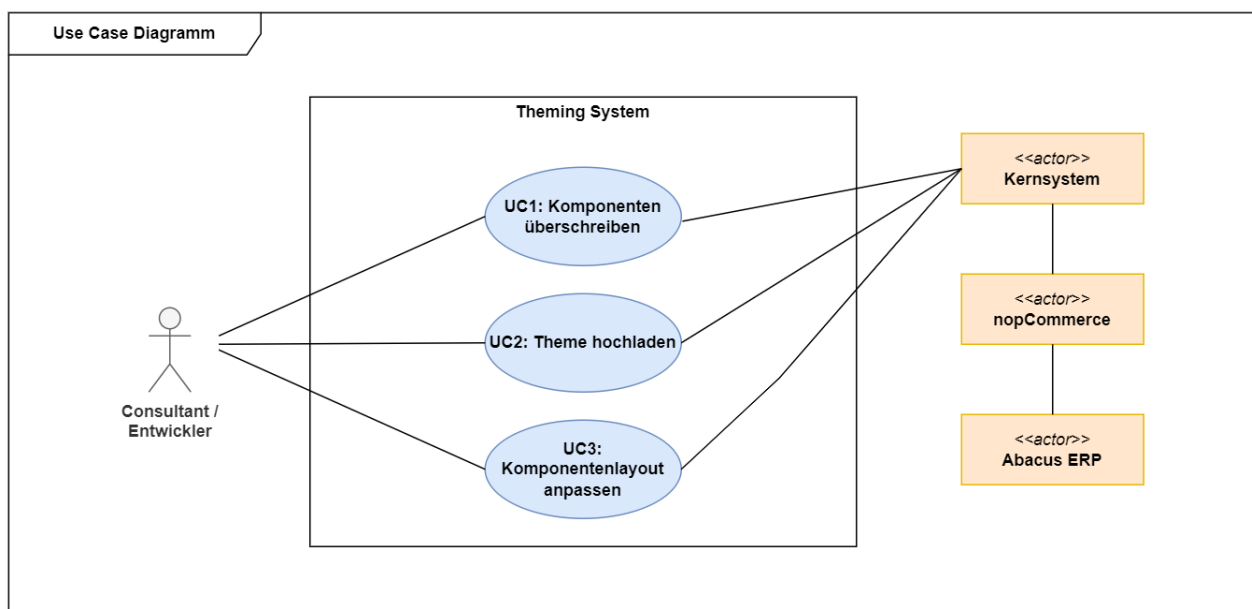 Use Case Diagramm
Theming System
UC1: Komponenten
überschreiben
UC2: Theme hochladen
UC3:
Komponentenlayout
anpassen
Consultant /
Entwickler
<<actor>>
Kernsystem
<<actor>>
nopCommerce
<<actor>>
Abacus ERP